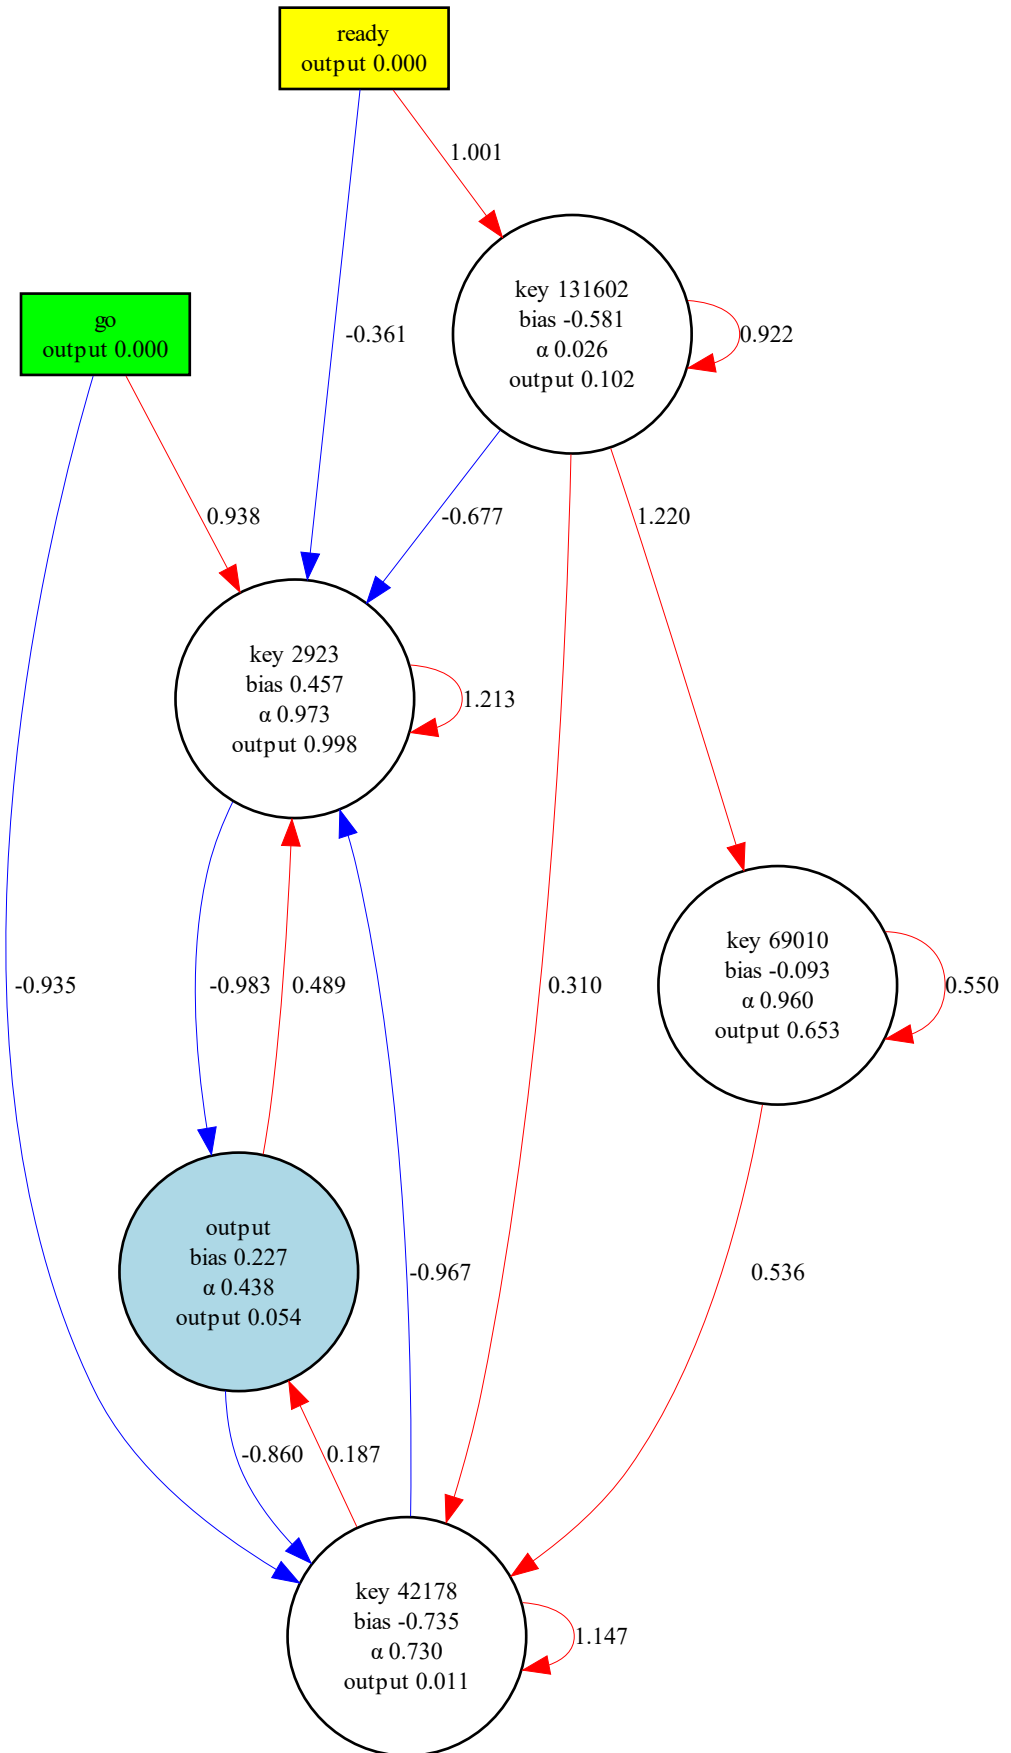 ready
output 0.000
1.001
key 131602
bias -0.581
α 0.026
output 0.102
0.922
-0.361
go
output 0.000
0.938
-0.677
1.220
key 2923
bias 0.457
α 0.973
output 0.998
1.213
key 69010
bias -0.093
α 0.960
output 0.653
0.550
-0.935
-0.983
0.489
0.310
output
bias 0.227
α 0.438
output 0.054
-0.967
0.536
-0.860
0.187
key 42178
bias -0.735
α 0.730
output 0.011
1.147